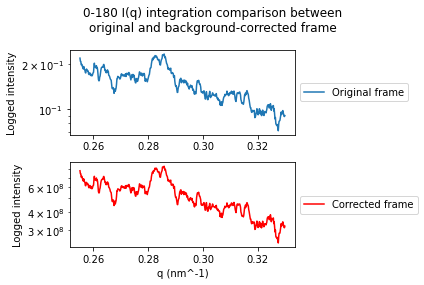 0-180 I(q) integration comparison between
original and background-corrected frame
Logged intensity
2 × 10⁻¹
10⁻¹
0.26 0.28 0.30 0.32
Original frame
Logged intensity
6 × 10⁸
4 × 10⁸
3 × 10⁸
0.26 0.28 0.30 0.32
q (nm^-1)
Corrected frame